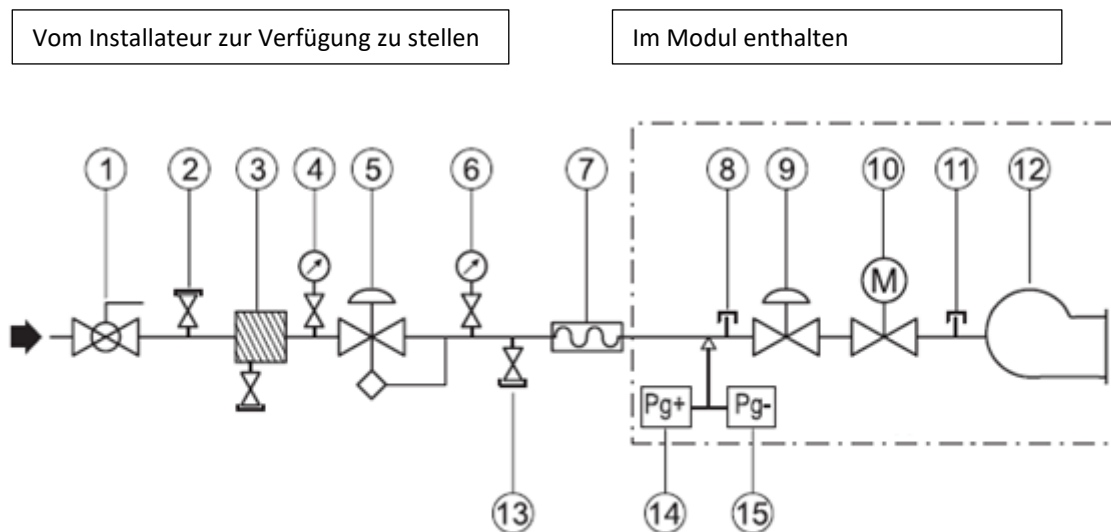 Vom Installateur zur Verfügung zu stellen
Im Modul enthalten
1 2 3 4 5 6 7 8 9 10 11 12
M
Pg+ Pg-
14 15
13